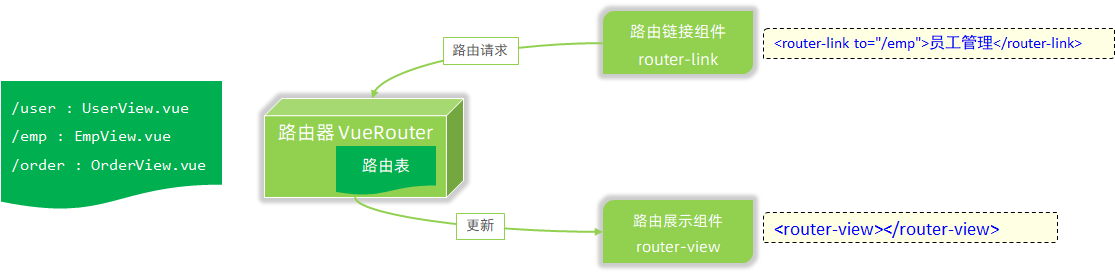 /user : UserView.vue
/emp : EmpView.vue
/order : OrderView.vue
路由器 VueRouter
路由表
路由请求
路由链接组件
router-link
<router-link to="/emp">员工管理</router-link>
更新
路由展示组件
router-view
<router-view></router-view>